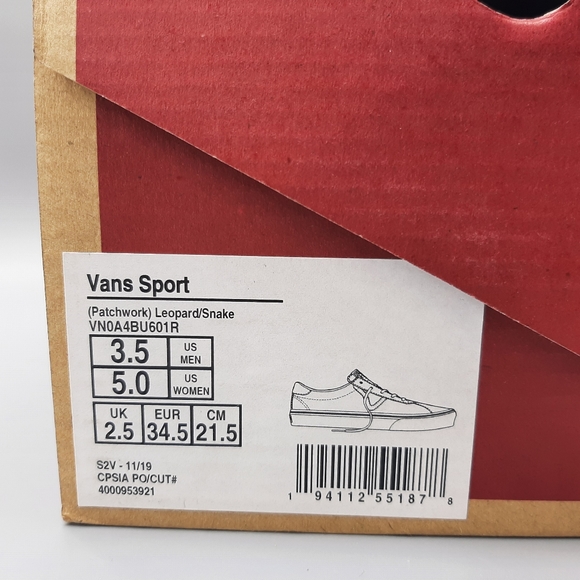 Vans Sport
(Patchwork) Leopard/Snake
VN0A4BU601R
3.5 US MEN
5.0 US WOMEN
UK EUR CM
2.5 34.5 21.5
S2V - 11/19
CPSIA PO/CUT#
4000953921
1 94112 55187 8